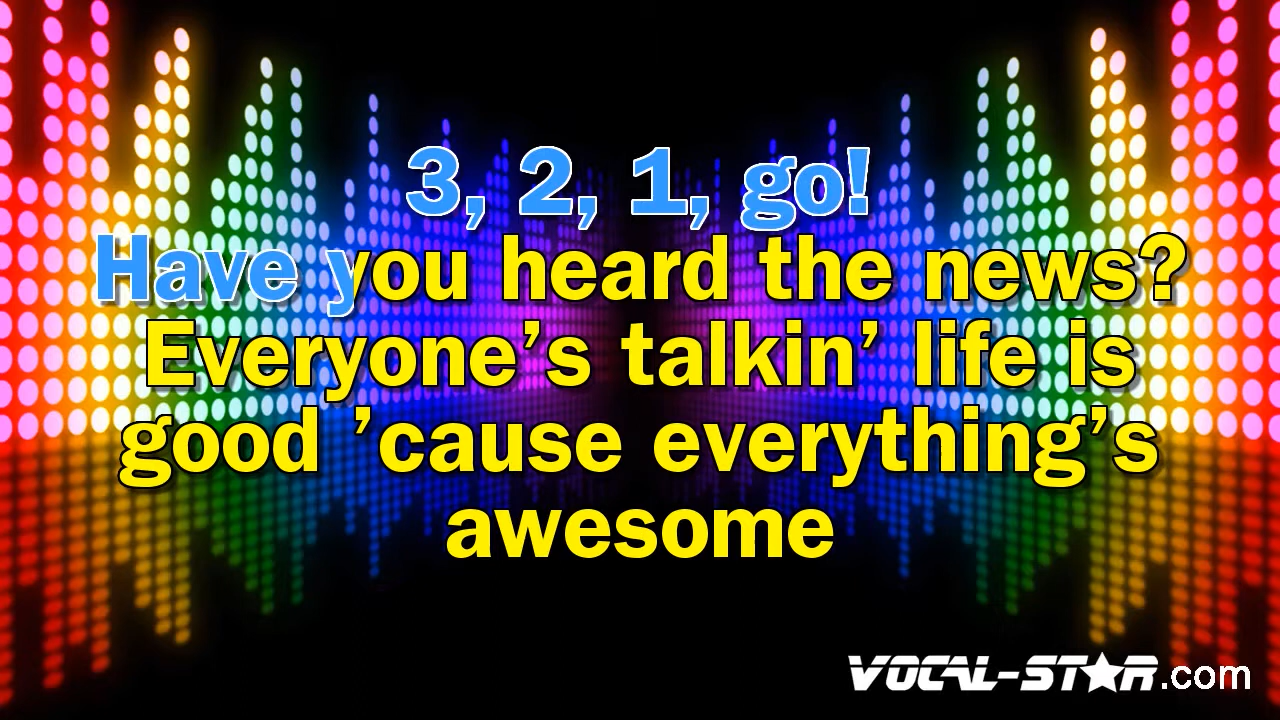 3, 2, 1, go!
Have you heard the news?
Everyone’s talkin’ life is
good ’cause everything’s
awesome
VOCAL-STAR.com